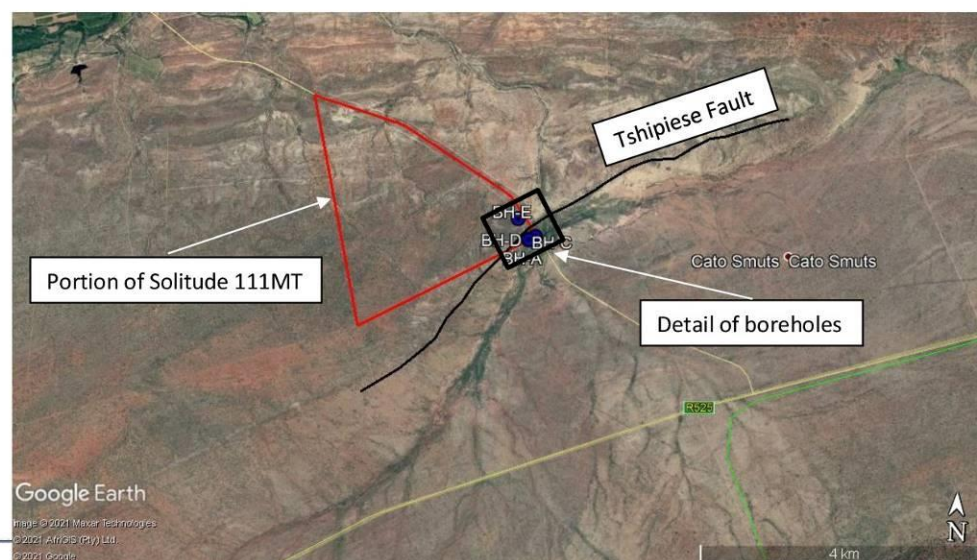 Tshipiese Fault
BH-E
BH-D
BH-C
BH-A
Portion of Solitude 111MT
Cato Smuts Cato Smuts
Detail of boreholes
R525
Google Earth
Image © 2021 Maxar Technologies
© 2021 AfriGIS (Pty) Ltd.
© 2021 Google
N
4 km